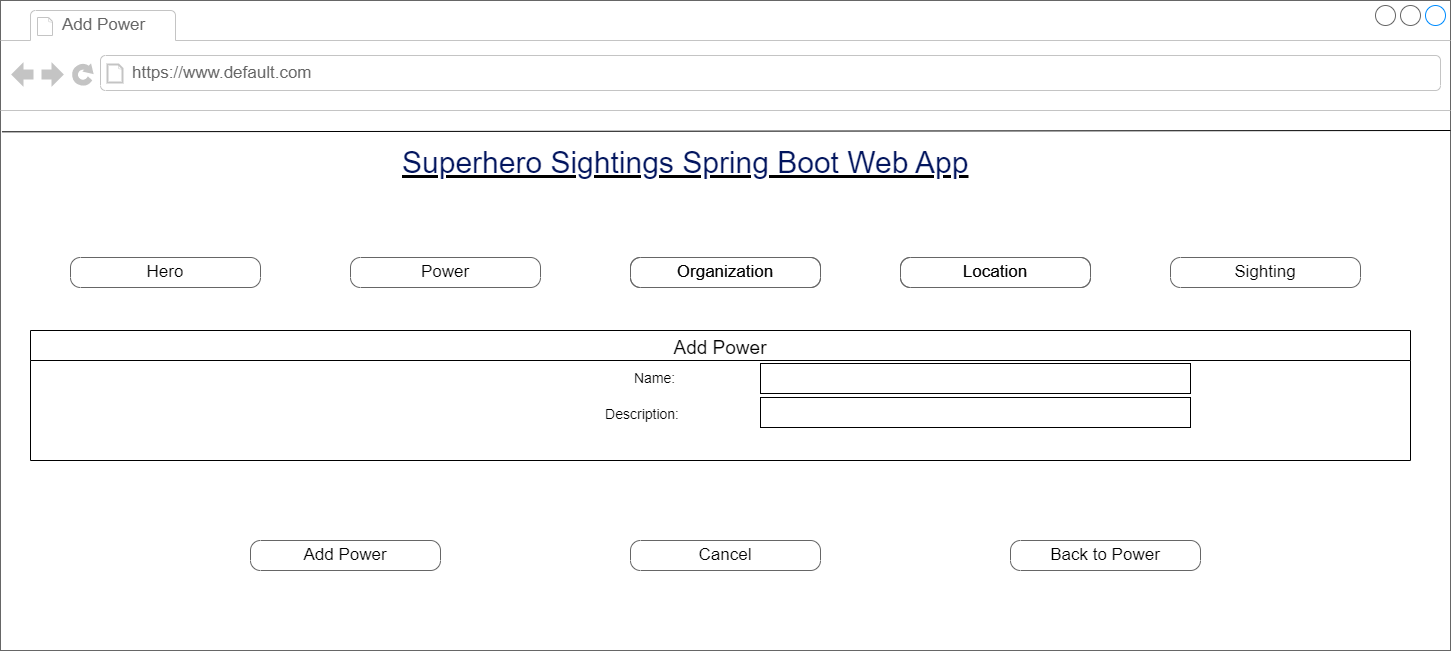 Add Power
https://www.default.com
Superhero Sightings Spring Boot Web App
Hero Power Organization Location Sighting
Add Power
Name:
Description:
Add Power Cancel Back to Power